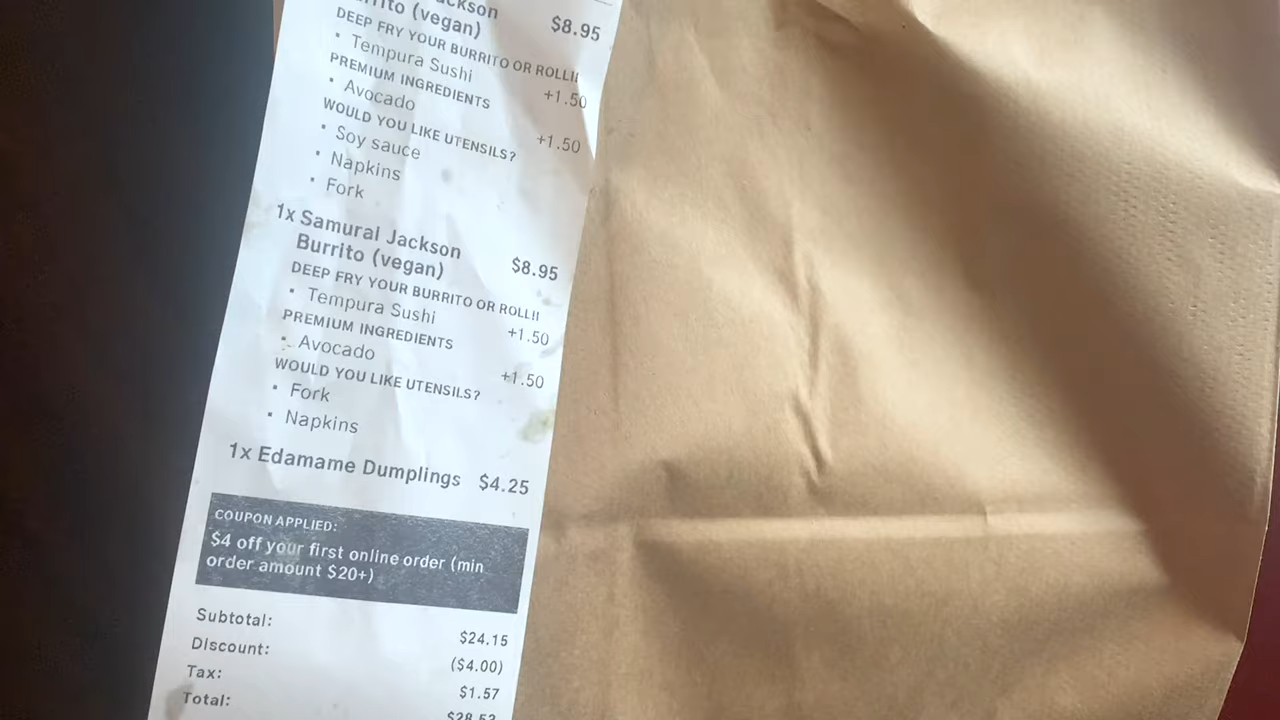 $8.95
Burrito (vegan)
DEEP FRY YOUR BURRITO OR ROLL
Tempura Sushi
+1.50
PREMIUM INGREDIENTS
Avocado
+1.50
WOULD YOU LIKE UTENSILS?
Soy sauce
Napkins
Fork
1x Samurai Jackson
Burrito (vegan) $8.95
DEEP FRY YOUR BURRITO OR ROLL
Tempura Sushi
+1.50
PREMIUM INGREDIENTS
Avocado
+1.50
WOULD YOU LIKE UTENSILS?
Fork
Napkins
1x Edamame Dumplings $4.25
COUPON APPLIED:
$4 off your first online order (min
order amount $20+)
Subtotal: $24.15
Discount: ($4.00)
Tax: $1.57
Total: